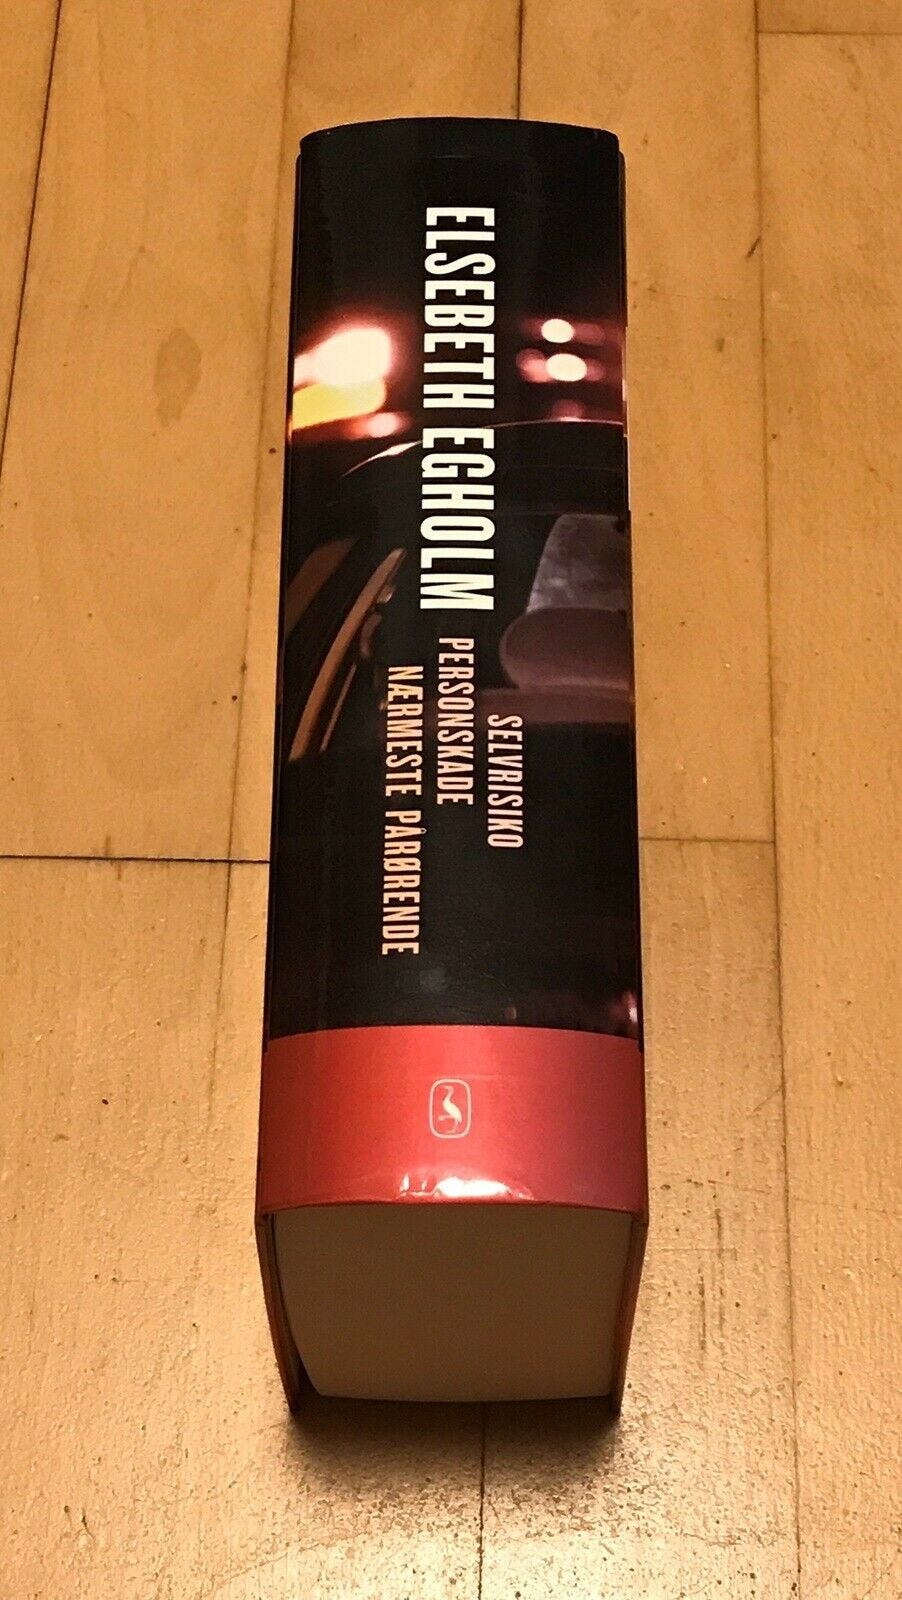 ELSEBETH EGHOLM
SELVRISIKO
PERSONSKADE
NÆRMESTE PÅRØRENDE